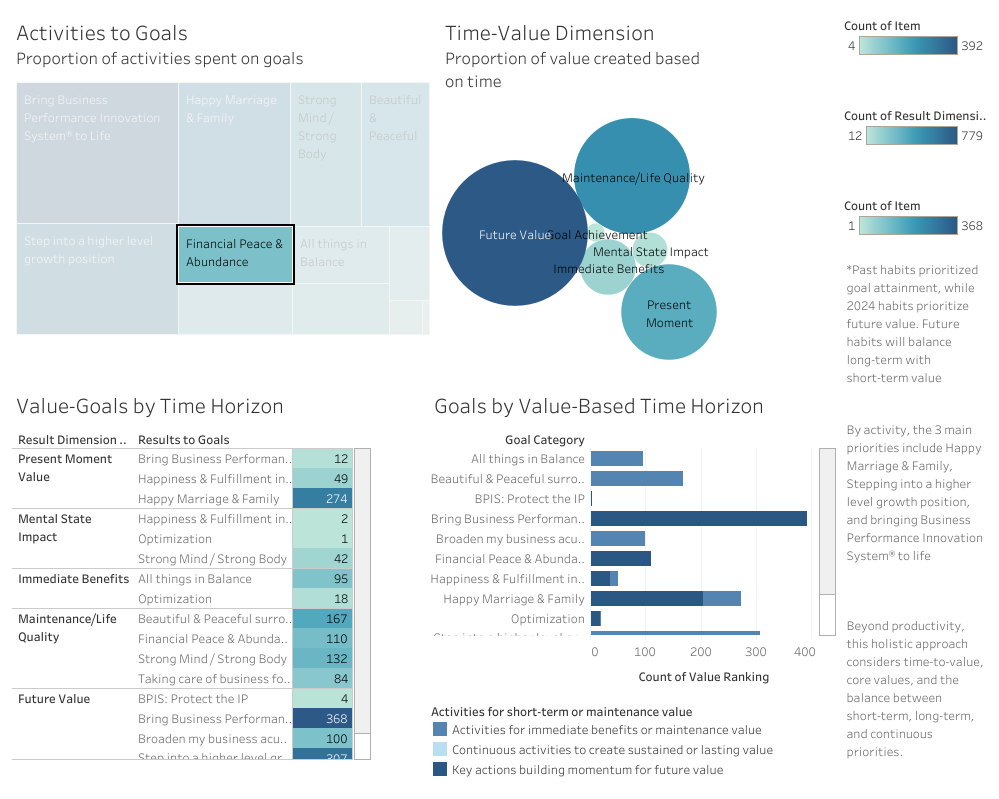 Activities to Goals
Proportion of activities spent on goals
Bring Business
Performance Innovation
System® to Life
Happy Marriage
& Family
Strong
Mind /
Strong
Body
Beautiful
&
Peaceful
Step into a higher level
growth position
Financial Peace &
Abundance
All things in
Balance
Time-Value Dimension
Proportion of value created based
on time
Maintenance/Life Quality
Future Value
Goal Achievement
Mental State Impact
Immediate Benefits
Present
Moment
Count of Item
4 392
Count of Result Dimensi..
12 779
Count of Item
1 368
*Past habits prioritized
goal attainment, while
2024 habits prioritize
future value. Future
habits will balance
long-term with
short-term value
By activity, the 3 main
priorities include Happy
Marriage & Family,
Stepping into a higher
level growth position,
and bringing Business
Performance Innovation
System® to life
Beyond productivity,
this holistic approach
considers time-to-value,
core values, and the
balance between
short-term, long-term,
and continuous
priorities.
Value-Goals by Time Horizon
Result Dimension .. Results to Goals
Present Moment Bring Business Performan.. 12
Value Happiness & Fulfillment in.. 49
Happy Marriage & Family 274
Mental State Happiness & Fulfillment in.. 2
Impact Optimization 1
Strong Mind / Strong Body 42
Immediate Benefits All things in Balance 95
Optimization 18
Maintenance/Life Beautiful & Peaceful surro.. 167
Quality Financial Peace & Abunda.. 110
Strong Mind / Strong Body 132
Taking care of business fo.. 84
Future Value BPIS: Protect the IP 4
Bring Business Performan.. 368
Broaden my business acu.. 100
Step into a higher level gr.. 307
Goals by Value-Based Time Horizon
Goal Category
All things in Balance
Beautiful & Peaceful surro..
BPIS: Protect the IP
Bring Business Performan..
Broaden my business acu..
Financial Peace & Abunda..
Happiness & Fulfillment in..
Happy Marriage & Family
Optimization
0 100 200 300 400
Count of Value Ranking
Activities for short-term or maintenance value
Activities for immediate benefits or maintenance value
Continuous activities to create sustained or lasting value
Key actions building momentum for future value